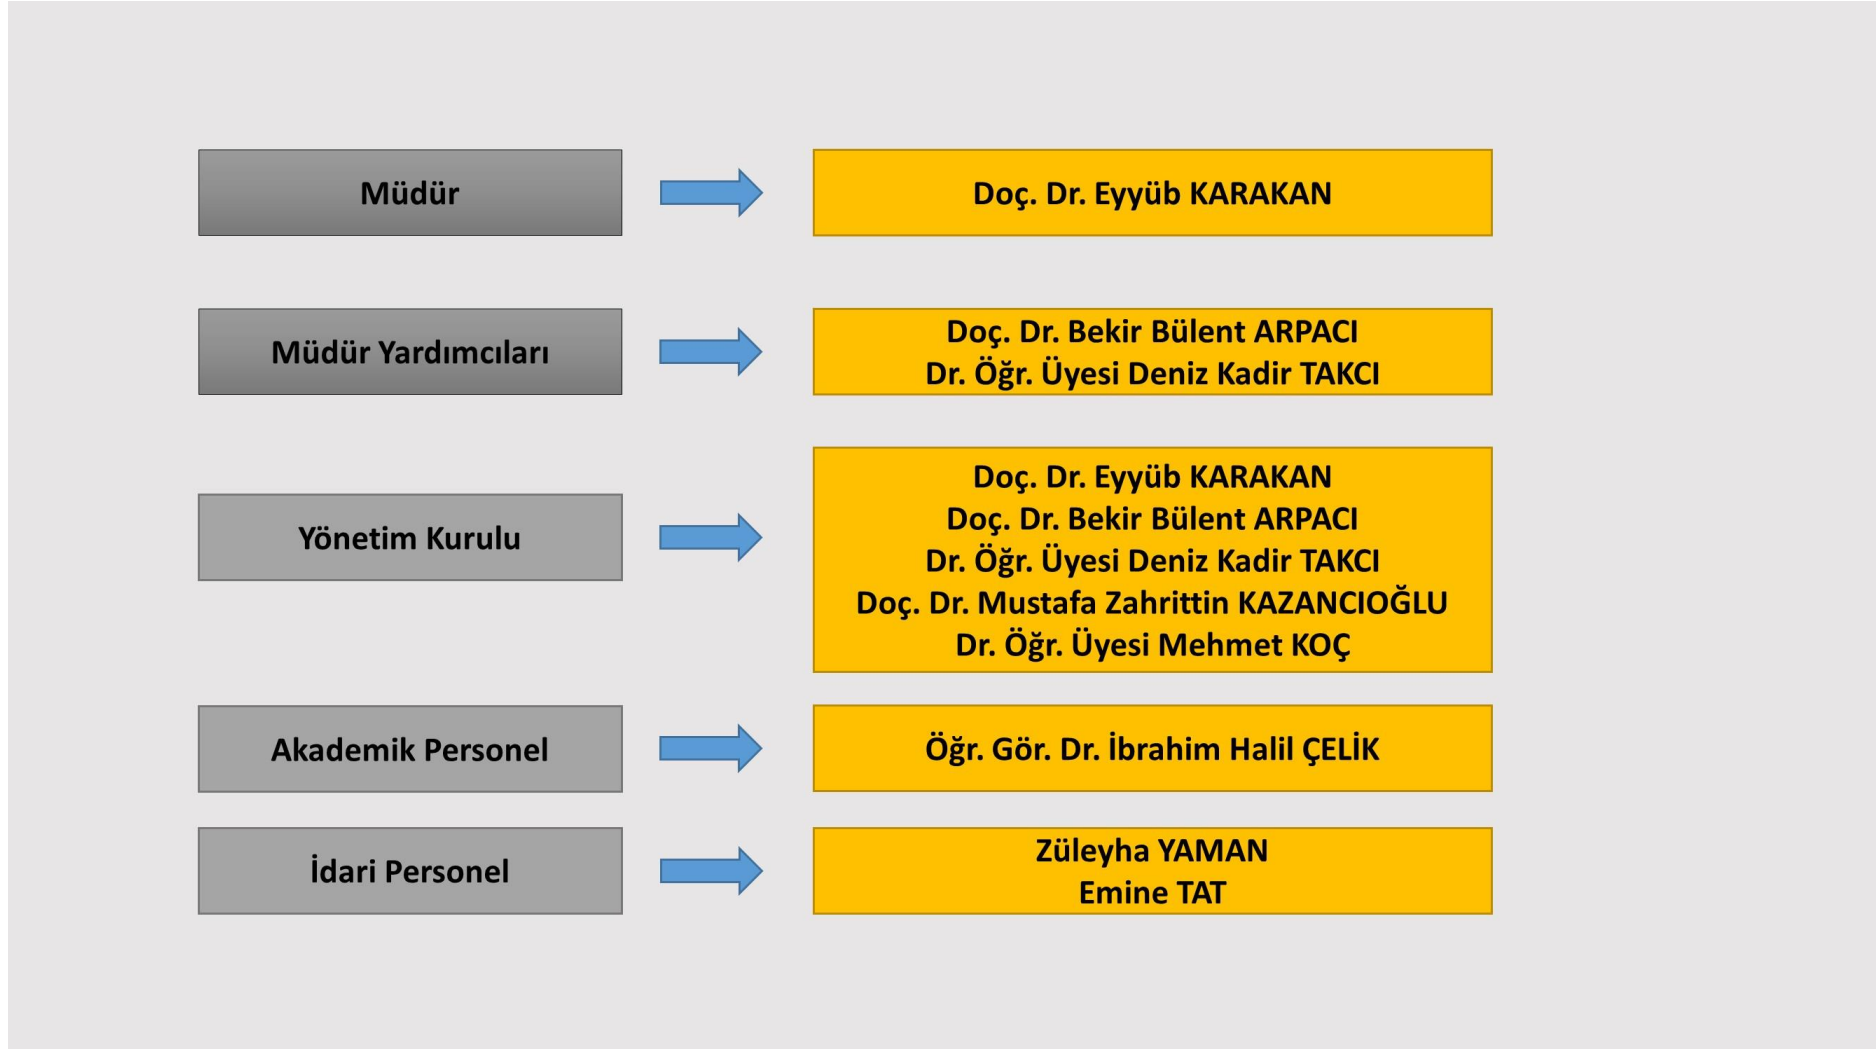 Müdür
Doç. Dr. Eyyüb KARAKAN
Müdür Yardımcıları
Doç. Dr. Bekir Bülent ARPACI
Dr. Öğr. Üyesi Deniz Kadir TAKCI
Yönetim Kurulu
Doç. Dr. Eyyüb KARAKAN
Doç. Dr. Bekir Bülent ARPACI
Dr. Öğr. Üyesi Deniz Kadir TAKCI
Doç. Dr. Mustafa Zahrittin KAZANCIOĞLU
Dr. Öğr. Üyesi Mehmet KOÇ
Akademik Personel
Öğr. Gör. Dr. İbrahim Halil ÇELİK
İdari Personel
Züleyha YAMAN
Emine TAT